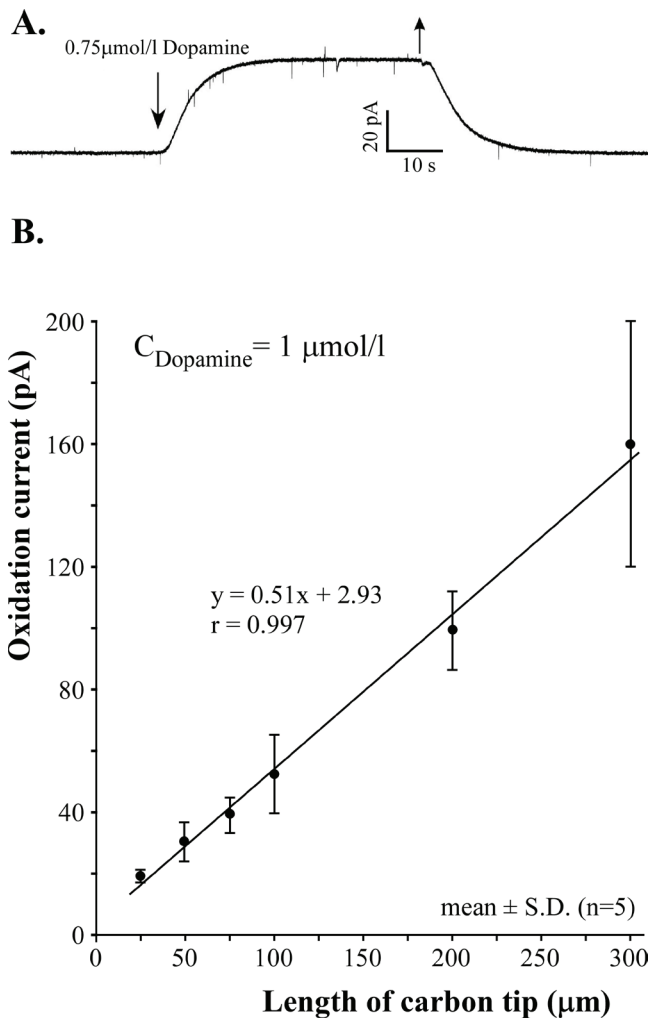 A.
0.75μmol/l Dopamine
20 pA
10 s
B.
200
C_Dopamine = 1 μmol/l
160
Oxidation current (pA)
120
y = 0.51x + 2.93
r = 0.997
80
40
mean ± S.D. (n=5)
0
0 50 100 150 200 250 300
Length of carbon tip (μm)